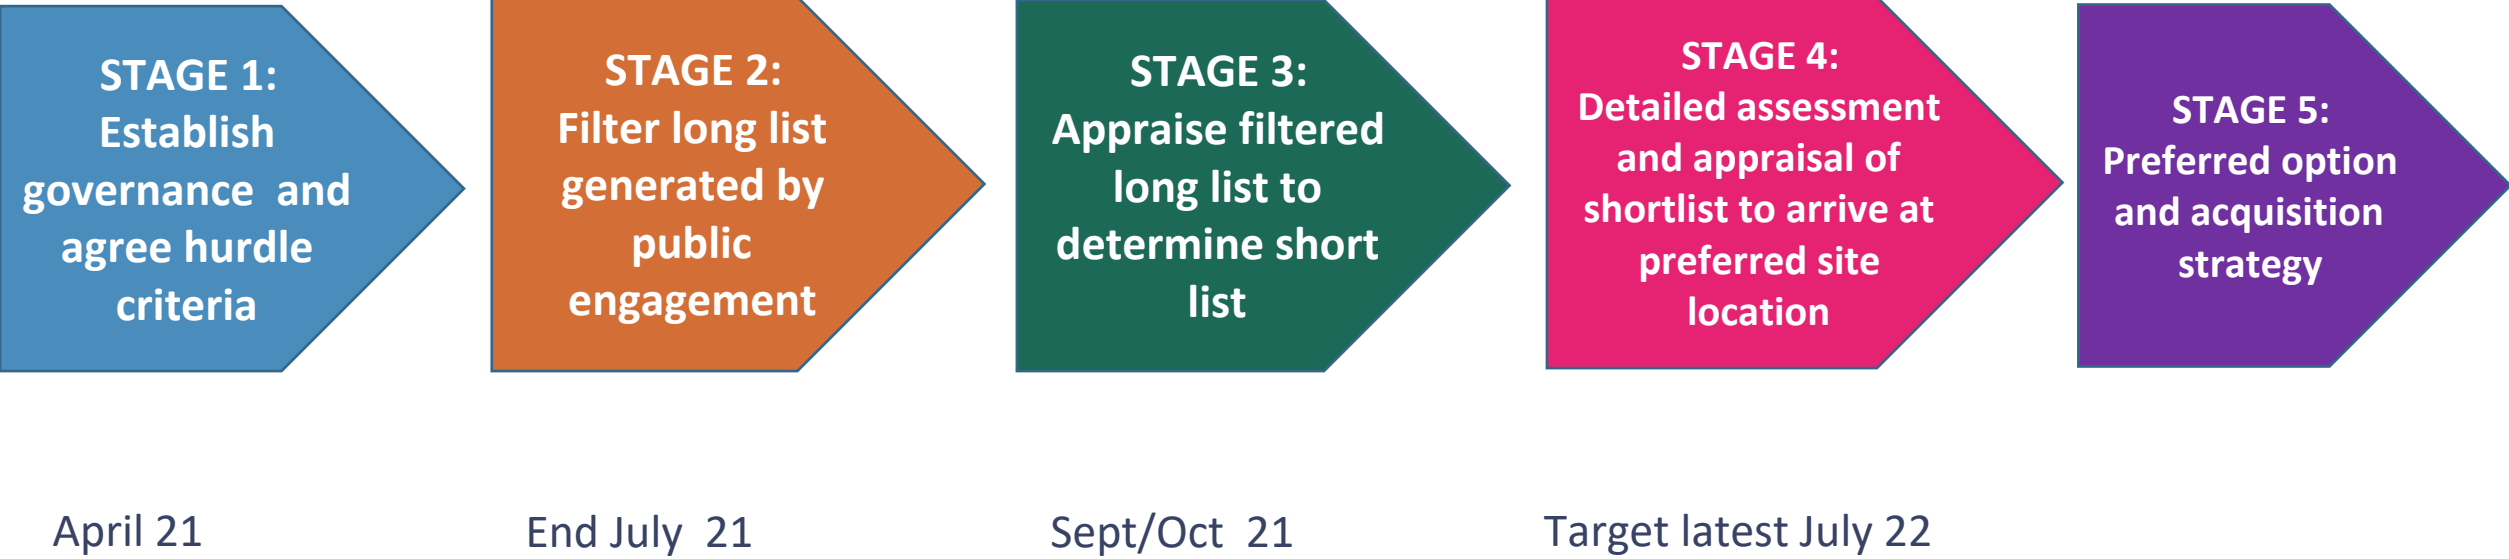 STAGE 1:
Establish
governance  and
agree hurdle
criteria
STAGE 2:
Filter long list
generated by
public
engagement
STAGE 3:
Appraise filtered
long list to
determine short
list
STAGE 4:
Detailed assessment
and appraisal of
shortlist to arrive at
preferred site
location
STAGE 5:
Preferred option
and acquisition
strategy
April 21
End July  21
Sept/Oct  21
Target latest July 22